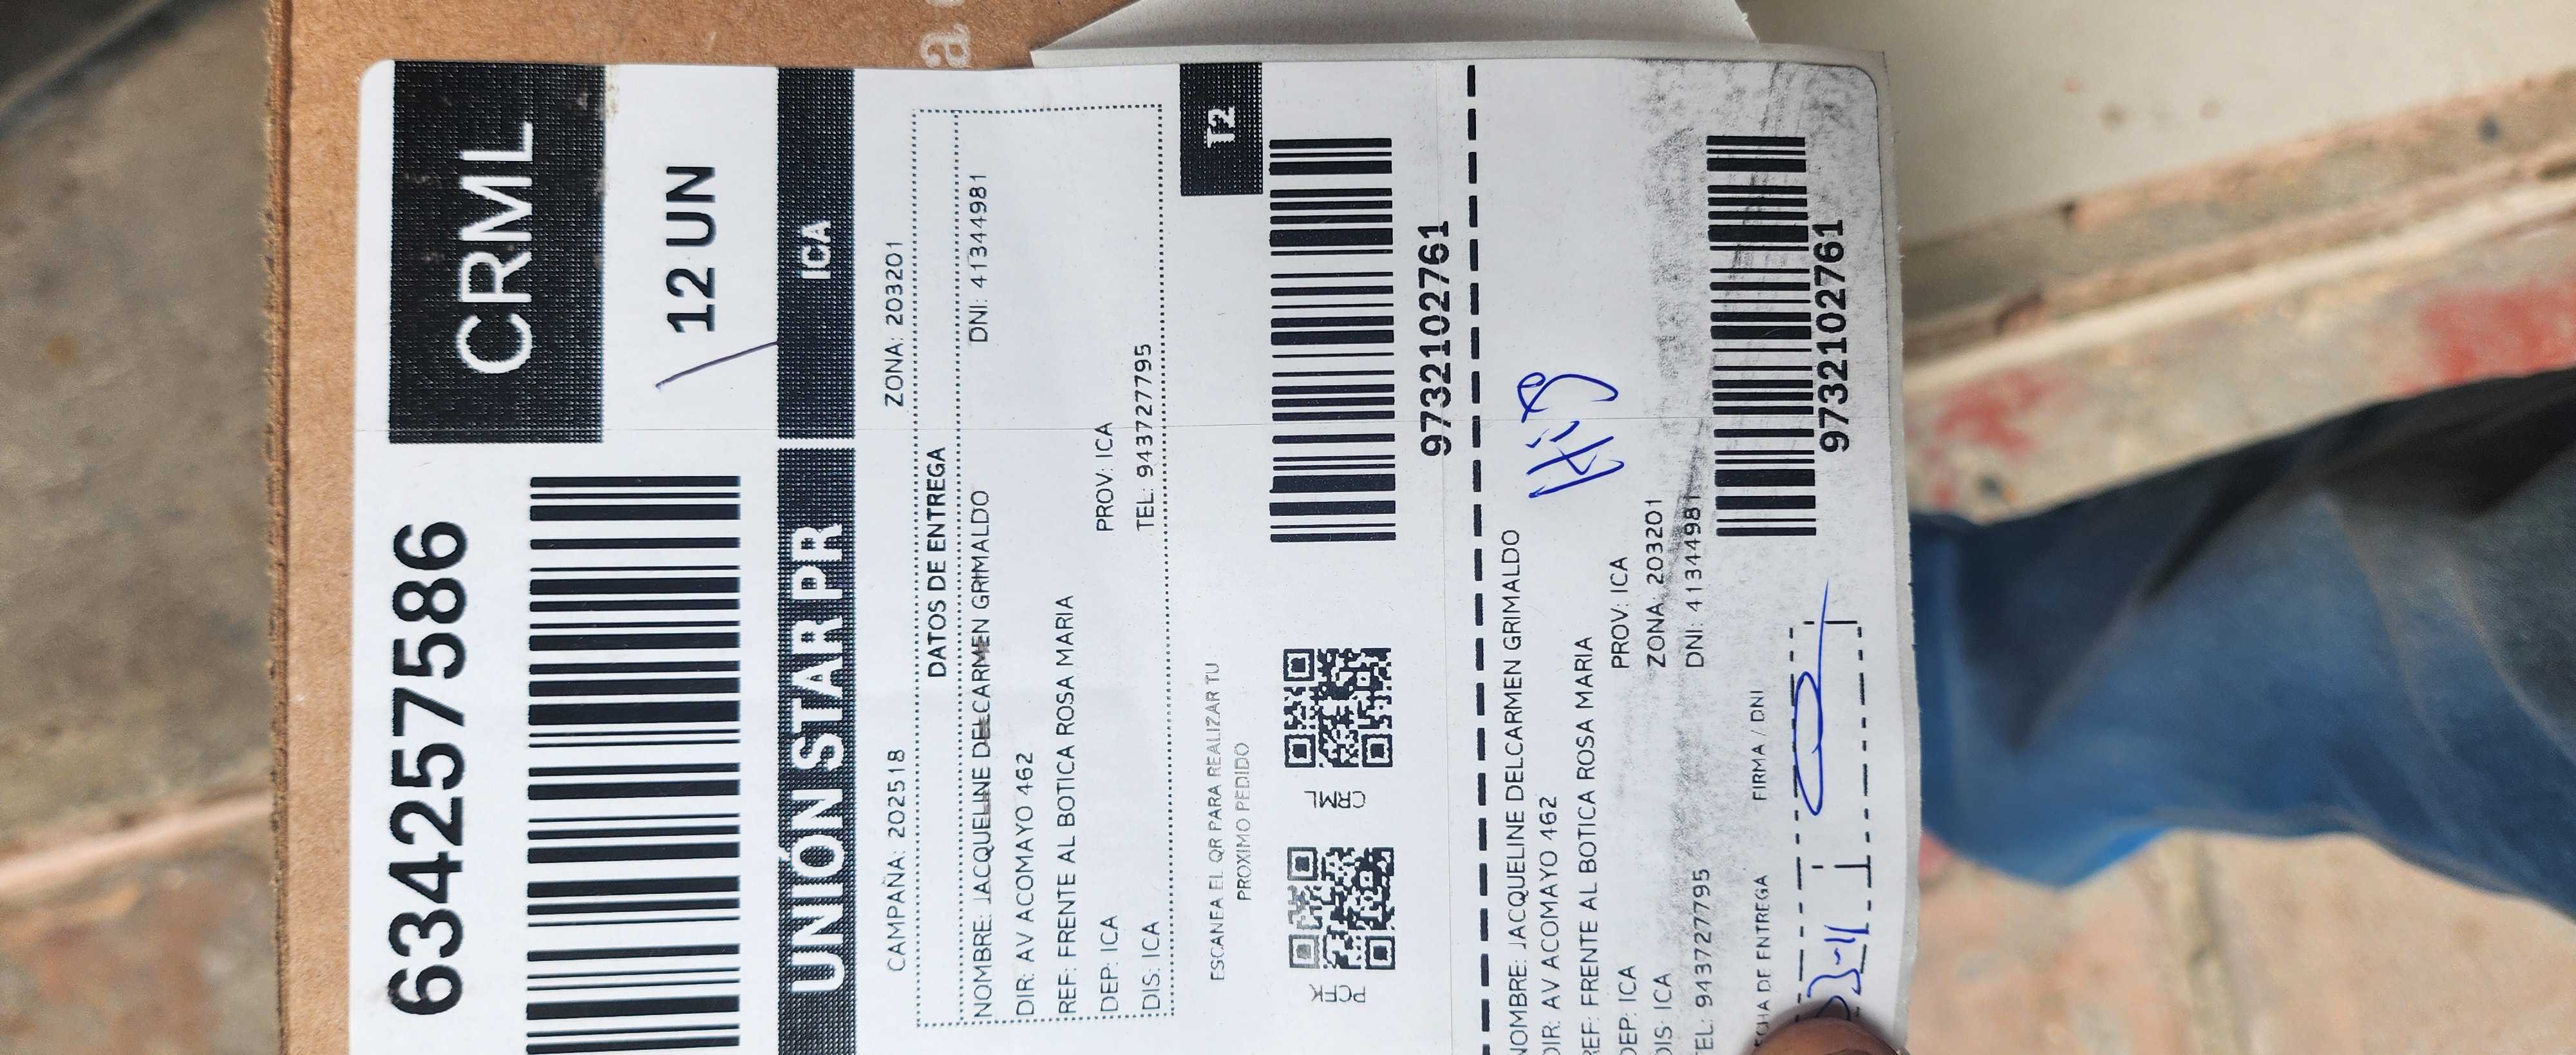 6342575586
CRML
12 UN
UNIÓN STAR PR
ICA
CAMPAÑA: 202518
ZONA: 203201
DATOS DE ENTREGA
NOMBRE: JACQUELINE DELCARMEN GRIMALDO
DNI: 41344981
DIR: AV ACOMAYO 462
REF: FRENTE AL BOTICA ROSA MARIA
DEP: ICA
PROV: ICA
DIS: ICA
TEL: 943727795
ESCANEA EL QR PARA REALIZAR TU
PROXIMO PEDIDO
T2
9732102761
NOMBRE: JACQUELINE DELCARMEN GRIMALDO
DIR: AV ACOMAYO 462
REF: FRENTE AL BOTICA ROSA MARIA
DEP: ICA
PROV: ICA
DIS: ICA
ZONA: 203201
TEL: 943727795
DNI: 41344981
DE ENTREGA
FIRMA / DNI
9732102761